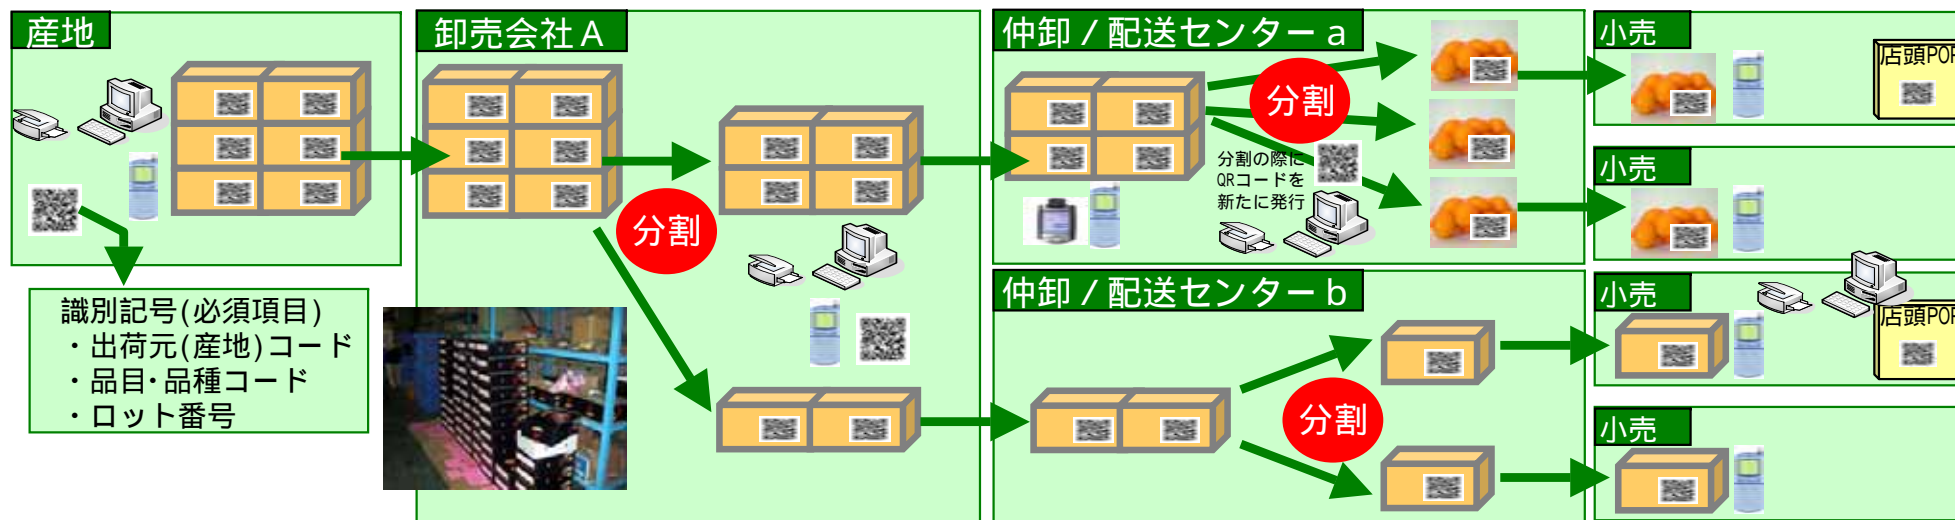 産地
識別記号(必須項目)
・出荷元(産地)コード
・品目・品種コード
・ロット番号
卸売会社A
分割
仲卸/配送センターa
分割
分割の際に
QRコードを
新たに発行
仲卸/配送センターb
分割
小売
店頭POP
小売
小売
店頭POP
小売